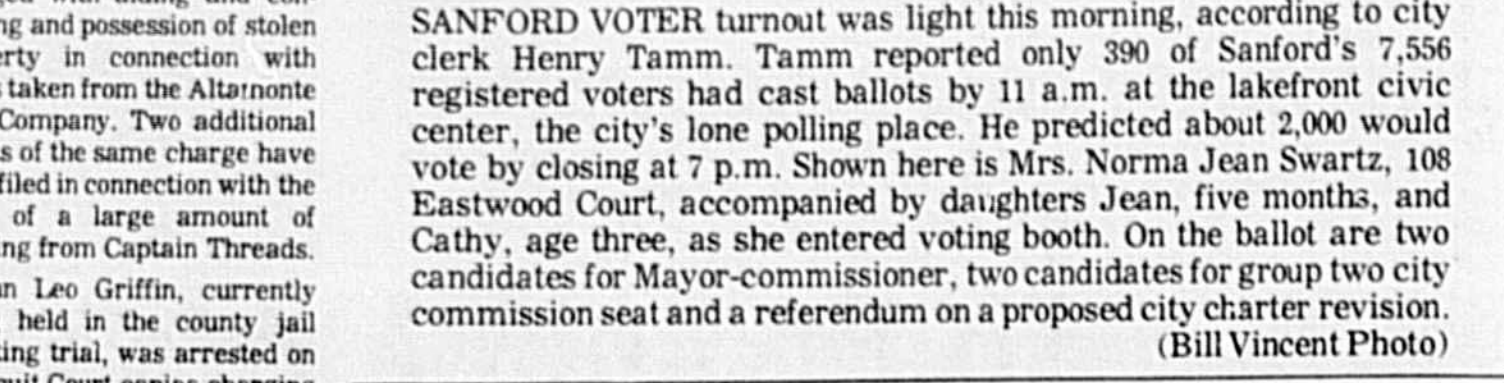 ng and possession of stolen
erty in connection with
taken from the Altamonte
Company. Two additional
s of the same charge have
filed in connection with the
of a large amount of
ng from Captain Threads.
n Leo Griffin, currently
held in the county jail
ting trial, was arrested on
SANFORD VOTER turnout was light this morning, according to city
clerk Henry Tamm. Tamm reported only 390 of Sanford's 7,556
registered voters had cast ballots by 11 a.m. at the lakefront civic
center, the city's lone polling place. He predicted about 2,000 would
vote by closing at 7 p.m. Shown here is Mrs. Norma Jean Swartz, 108
Eastwood Court, accompanied by daughters Jean, five months, and
Cathy, age three, as she entered voting booth. On the ballot are two
candidates for Mayor-commissioner, two candidates for group two city
commission seat and a referendum on a proposed city charter revision.
(Bill Vincent Photo)